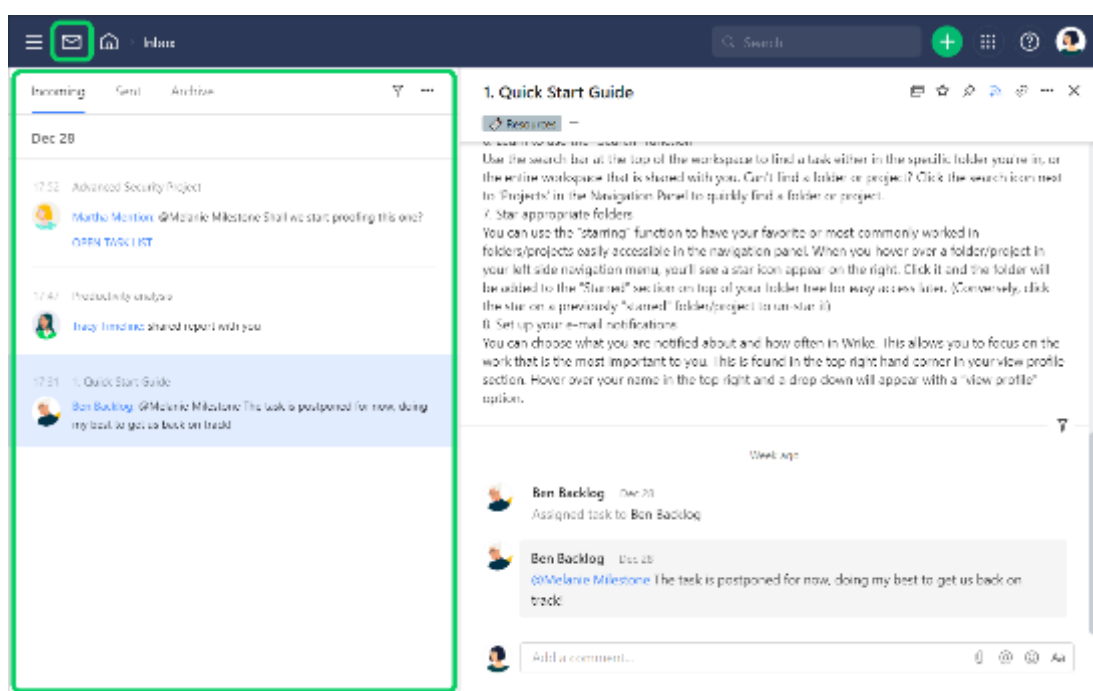 Inbox
Search
Incoming Sent Archive
Dec 28
17:52 Advanced Security Project
Martha Mention: @Melanie Milestone Shall we start proofing this one?
OPEN TASK LIST
17:47 Productivity analysis
Tracy Timeline: shared report with you
17:31 1. Quick Start Guide
Ben Backlog: @Melanie Milestone The task is postponed for now, doing
my best to get us back on track!
1. Quick Start Guide
Resources
6. Learn to use the "Search" function
Use the search bar at the top of the workspace to find a task either in the specific folder you're in, or
the entire workspace that is shared with you. Can't find a folder or project? Click the search icon next
to 'Projects' in the Navigation Panel to quickly find a folder or project.
7. Star appropriate folders
You can use the "starring" function to have your favorite or most commonly worked in
folders/projects easily accessible in the navigation panel. When you hover over a folder/project in
your left side navigation menu, you'll see a star icon appear on the right. Click it and the folder will
be added to the "Starred" section on top of your folder tree for easy access later. (Conversely, click
the star on a previously "starred" folder/project to un-star it)
8. Set up your e-mail notifications
You can choose what you are notified about and how often in Wrike. This allows you to focus on the
work that is the most important to you. This is found in the top right hand corner in your view profile
section. Hover over your name in the top right and a drop down will appear with a "view profile"
option.
Week ago
Ben Backlog Dec 28
Assigned task to Ben Backlog
Ben Backlog Dec 28
@Melanie Milestone The task is postponed for now, doing my best to get us back on
track!
Add a comment...
Aa